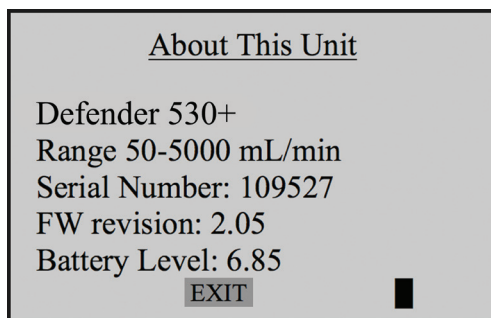 About This Unit
Defender 530+
Range 50-5000 mL/min
Serial Number: 109527
FW revision: 2.05
Battery Level: 6.85
EXIT